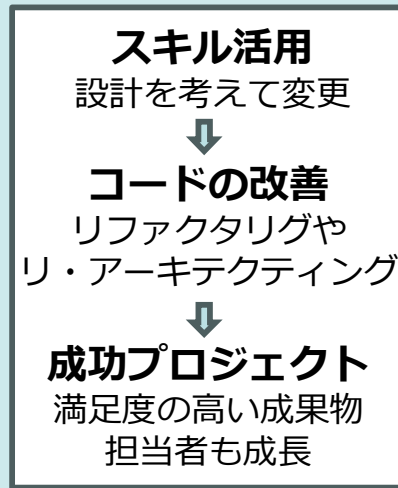 スキル活用
設計を考えて変更
コードの改善
リファクタリグや
リ・アーキテクティング
成功プロジェクト
満足度の高い成果物
担当者も成長